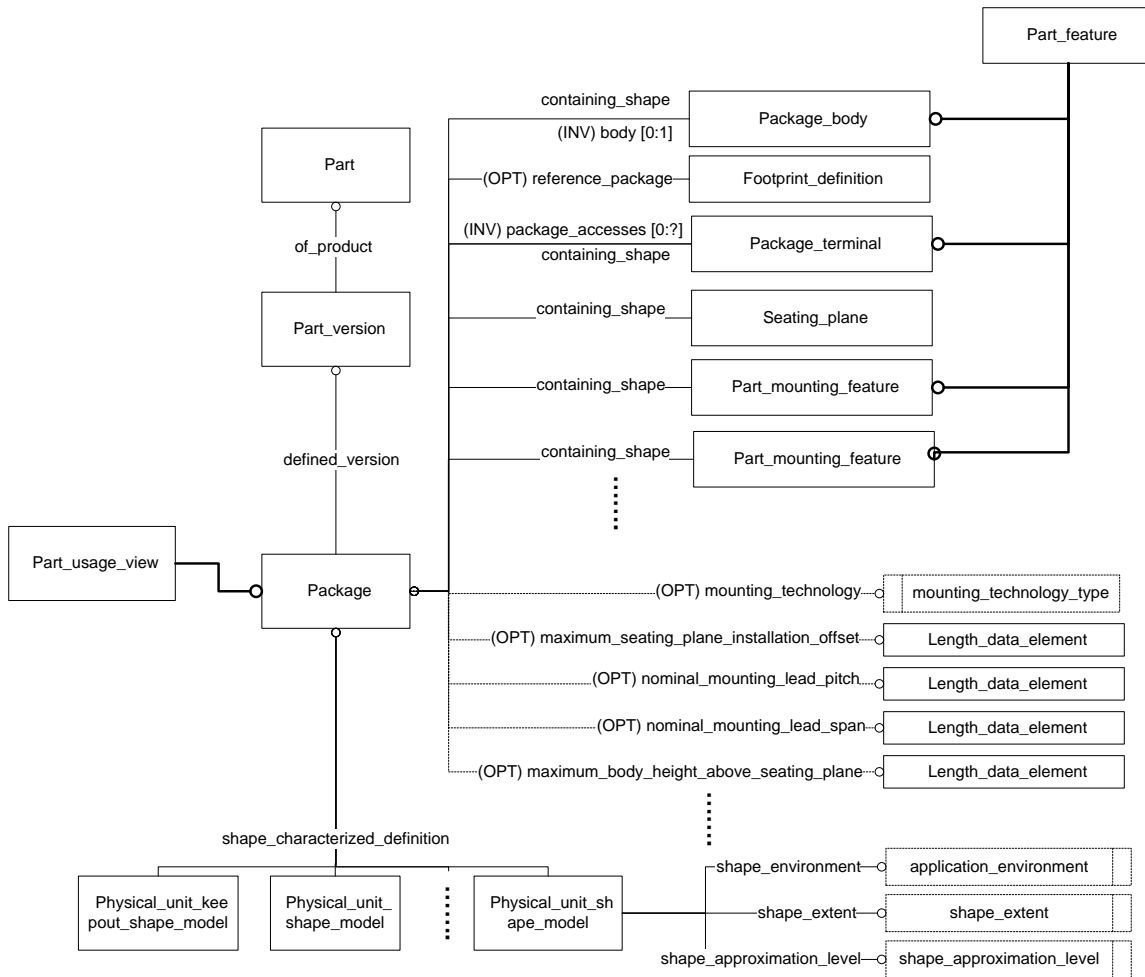 Part_feature
containing_shape
Package_body
(INV) body [0:1]
Part
(OPT) reference_package
Footprint_definition
(INV) package_accesses [0:?]
Package_terminal
containing_shape
of_product
Part_version
containing_shape
Seating_plane
containing_shape
Part_mounting_feature
defined_version
containing_shape
Part_mounting_feature
Part_usage_view
Package
(OPT) mounting_technology
mounting_technology_type
(OPT) maximum_seating_plane_installation_offset
Length_data_element
(OPT) nominal_mounting_lead_pitch
Length_data_element
(OPT) nominal_mounting_lead_span
Length_data_element
(OPT) maximum_body_height_above_seating_plane
Length_data_element
shape_characterized_definition
shape_environment
application_environment
Physical_unit_kee
pout_shape_model
Physical_unit_
shape_model
Physical_unit_sh
ape_model
shape_extent
shape_extent
shape_approximation_level
shape_approximation_level